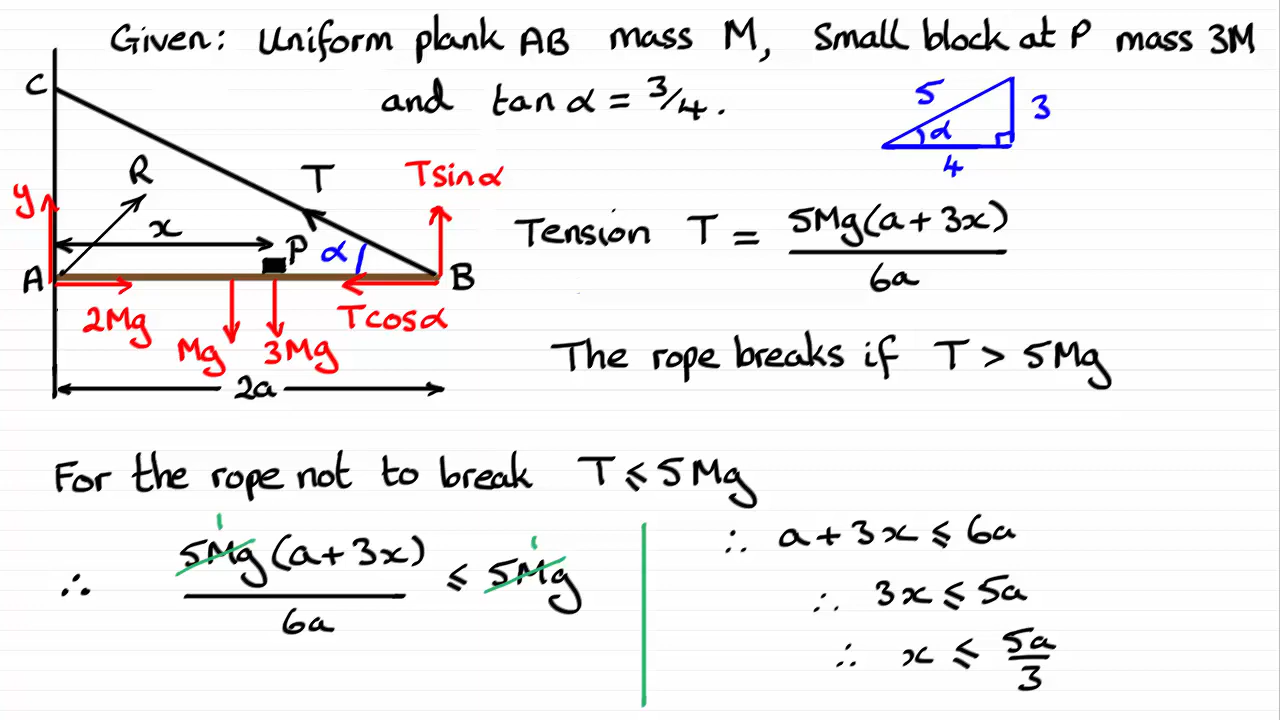 Given: Uniform plank AB mass M, Small block at P mass 3M
and tan α = 3/4.
5
3
α
4
C
R
T
Tsinα
y
x
P
α
A
B
2Mg
Mg
3Mg
Tcosα
2a
Tension T = 5Mg(a + 3x)
6a
The rope breaks if T > 5Mg
For the rope not to break T ⩽ 5Mg
1
1
∴ 5Mg(a + 3x) ⩽ 5Mg
6a
∴ a + 3x ⩽ 6a
∴ 3x ⩽ 5a
∴ x ⩽ 5a
3